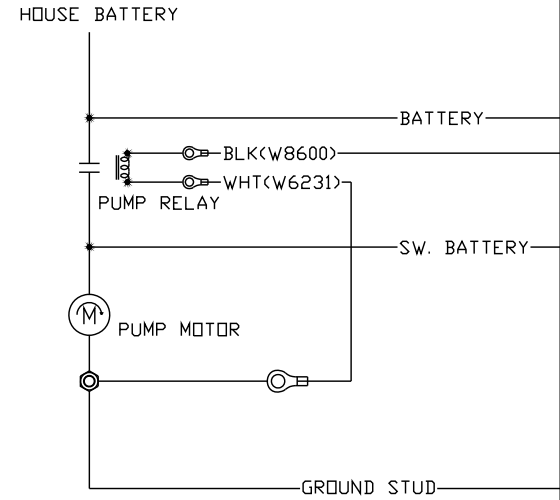 HOUSE BATTERY
BATTERY
BLK(W8600)
WHT(W6231)
PUMP RELAY
SW. BATTERY
M
PUMP MOTOR
GROUND STUD